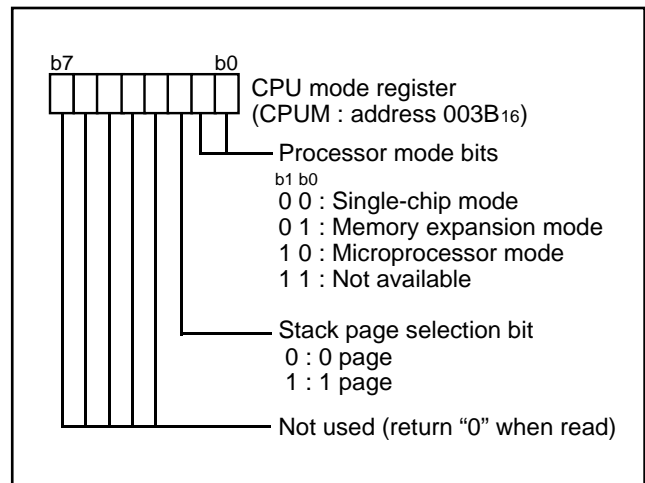 b7 b0
CPU mode register
(CPUM : address 003B16)
Processor mode bits
b1 b0
0 0 : Single-chip mode
0 1 : Memory expansion mode
1 0 : Microprocessor mode
1 1 : Not available
Stack page selection bit
0 : 0 page
1 : 1 page
Not used (return “0” when read)